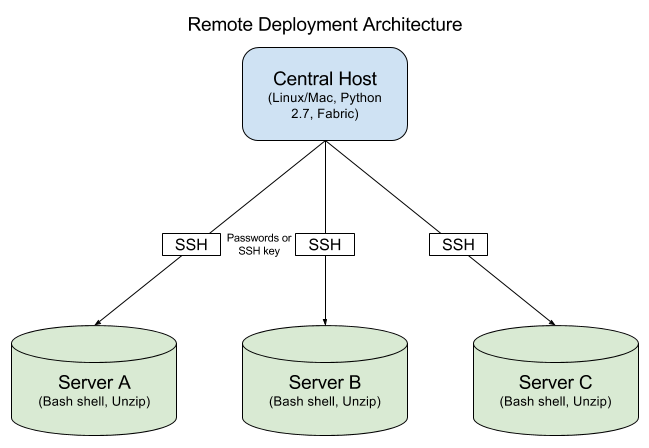 Remote Deployment Architecture
Central Host
(Linux/Mac, Python
2.7, Fabric)
SSH
Passwords or
SSH key
SSH
SSH
Server A
(Bash shell, Unzip)
Server B
(Bash shell, Unzip)
Server C
(Bash shell, Unzip)